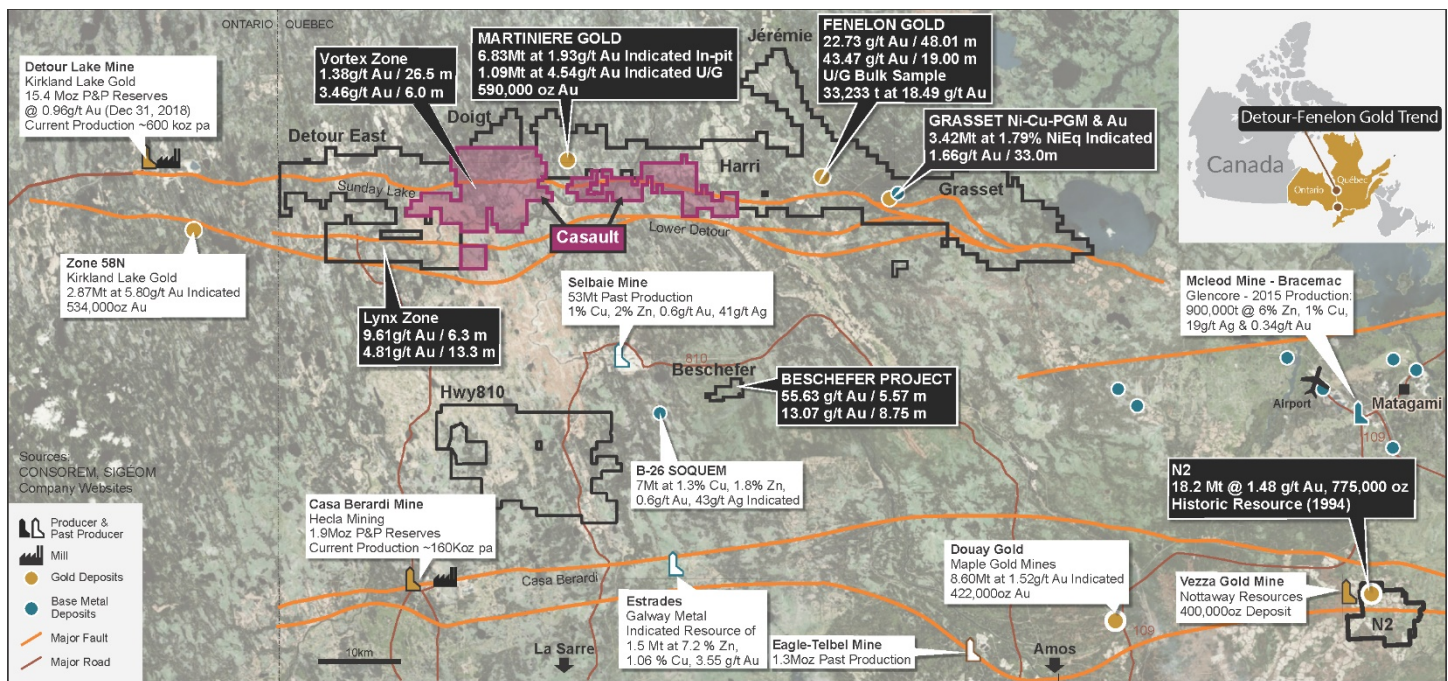 ONTARIO
QUÉBEC
Detour Lake Mine
Kirkland Lake Gold
15.4 Moz P&P Reserves
@ 0.96g/t Au (Dec 31, 2018)
Current Production ~600 koz pa
Vortex Zone
1.38g/t Au / 26.5 m
3.46g/t Au / 6.0 m
MARTINIERE GOLD
6.83Mt at 1.93g/t Au Indicated In-pit
1.09Mt at 4.54g/t Au Indicated U/G
590,000 oz Au
Jérémie
FENELON GOLD
22.73 g/t Au / 48.01 m
43.47 g/t Au / 19.00 m
U/G Bulk Sample
33,233 t at 18.49 g/t Au
GRASSET Ni-Cu-PGM & Au
3.42Mt at 1.79% NiEq Indicated
1.66g/t Au / 33.0m
Detour-Fenelon Gold Trend
Canada
Ontario
Québec
Detour East
Doigt
Harri
Grasset
Sunday Lake
Lower Detour
Casault
Zone 58N
Kirkland Lake Gold
2.87Mt at 5.80g/t Au Indicated
534,000oz Au
Lynx Zone
9.61g/t Au / 6.3 m
4.81g/t Au / 13.3 m
Selbaie Mine
53Mt Past Production
1% Cu, 2% Zn, 0.6g/t Au, 41g/t Ag
810
Mcleod Mine - Bracemac
Glencore - 2015 Production:
900,000t @ 6% Zn, 1% Cu,
19g/t Ag & 0.34g/t Au
Beschefer
BESCHEFER PROJECT
55.63 g/t Au / 5.57 m
13.07 g/t Au / 8.75 m
Airport
Matagami
109
Hwy810
B-26 SOQUEM
7Mt at 1.3% Cu, 1.8% Zn,
0.6g/t Au, 43g/t Ag Indicated
N2
18.2 Mt @ 1.48 g/t Au, 775,000 oz
Historic Resource (1994)
Sources:
CONSOREM, SIGÉOM
Company Websites
Producer &
Past Producer
Mill
Gold Deposits
Base Metal
Deposits
Major Fault
Major Road
Casa Berardi Mine
Hecla Mining
1.9Moz P&P Reserves
Current Production ~160Koz pa
Casa Berardi
Estrades
Galway Metal
Indicated Resource of
1.5 Mt at 7.2 % Zn,
1.06 % Cu, 3.55 g/t Au
Douay Gold
Maple Gold Mines
8.60Mt at 1.52g/t Au Indicated
422,000oz Au
109
Vezza Gold Mine
Nottaway Resources
400,000oz Deposit
N2
Eagle-Telbel Mine
1.3Moz Past Production
10km
La Sarre
Amos